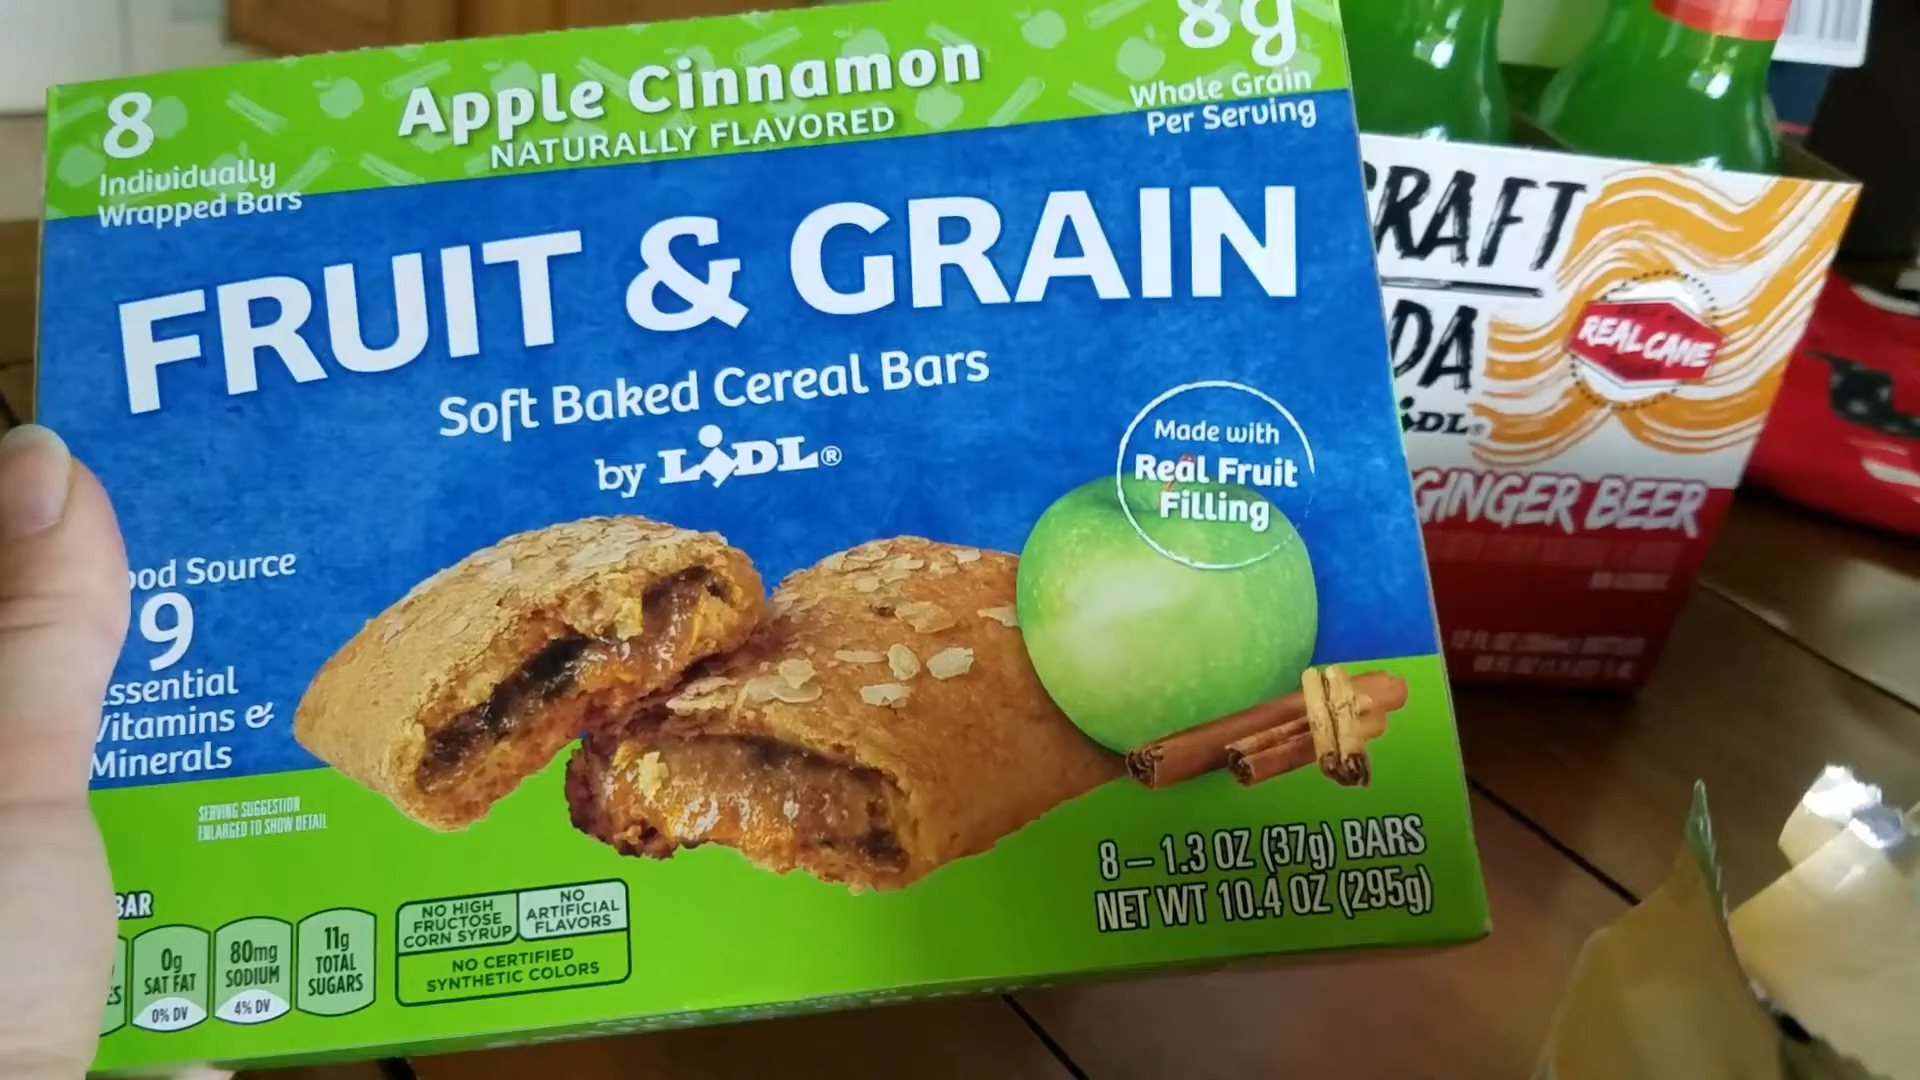 8
Individually
Wrapped Bars
Apple Cinnamon
NATURALLY FLAVORED
8g
Whole Grain
Per Serving
FRUIT & GRAIN
Soft Baked Cereal Bars
by LIDL®
Made with
Real Fruit
Filling
ood Source
9
ssential
Vitamins &
Minerals
SERVING SUGGESTION
ENLARGED TO SHOW DETAIL
BAR
0g
SAT FAT
0% DV
80mg
SODIUM
4% DV
11g
TOTAL
SUGARS
NO HIGH
FRUCTOSE
CORN SYRUP
NO
ARTIFICIAL
FLAVORS
NO CERTIFIED
SYNTHETIC COLORS
8 – 1.3 OZ (37g) BARS
NET WT 10.4 OZ (295g)
CRAFT
DA
LIDL®
REAL CANE
GINGER BEER